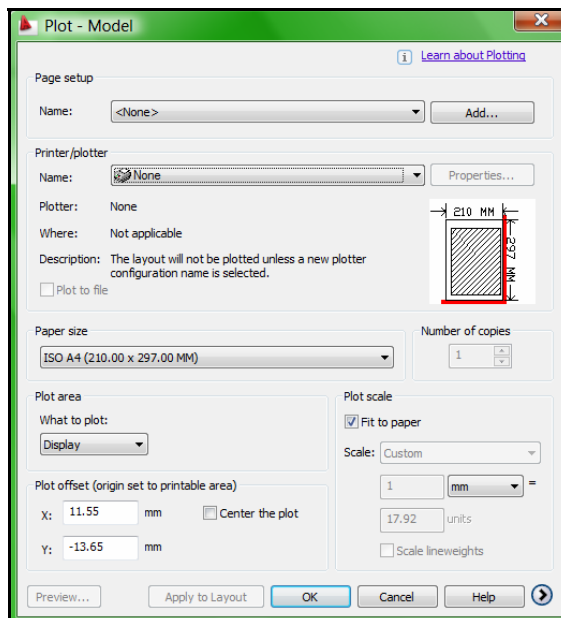 Plot - Model
Learn about Plotting
Page setup
Name: <None> Add...
Printer/plotter
Name: None Properties...
Plotter: None
Where: Not applicable
Description: The layout will not be plotted unless a new plotter
configuration name is selected.
Plot to file
210 MM
297 MM
Paper size
ISO A4 (210.00 x 297.00 MM)
Number of copies
1
Plot area
What to plot:
Display
Plot offset (origin set to printable area)
X: 11.55 mm Center the plot
Y: -13.65 mm
Plot scale
Fit to paper
Scale: Custom
1 mm =
17.92 units
Scale lineweights
Preview... Apply to Layout OK Cancel Help